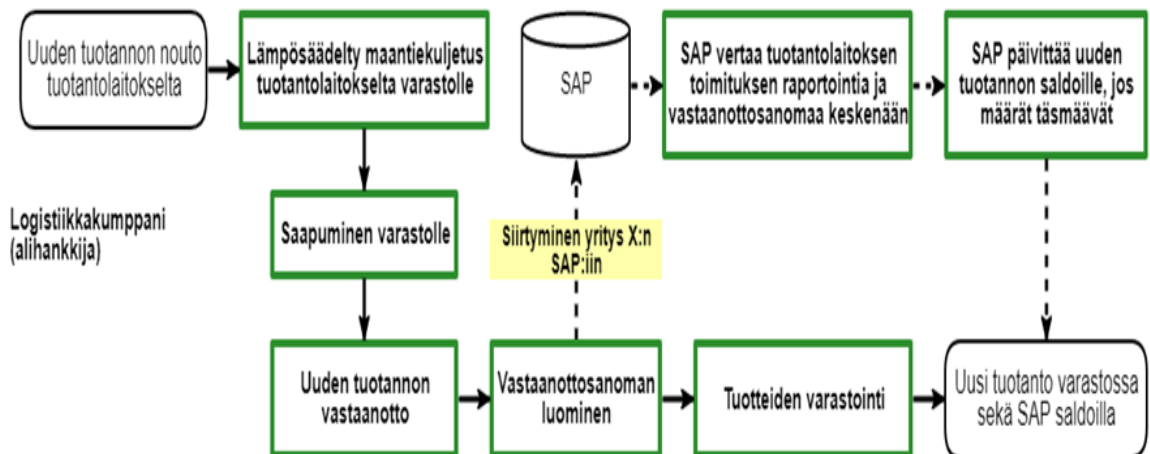 Uuden tuotannon nouto
tuotantolaitokselta
Lämpösäädelty maantiekuljetus
tuotantolaitokselta varastolle
SAP
SAP vertaa tuotantolaitoksen
toimituksen raportointia ja
vastaanottosanomaa keskenään
SAP päivittää uuden
tuotannon saldoille, jos
määrät täsmäävät
Logistiikkakumppani
(alihankkija)
Saapuminen varastolle
Siirtyminen yritys X:n
SAP:iin
Uuden tuotannon
vastaanotto
Vastaanottosanoman
luominen
Tuotteiden varastointi
Uusi tuotanto varastossa
sekä SAP saldoilla